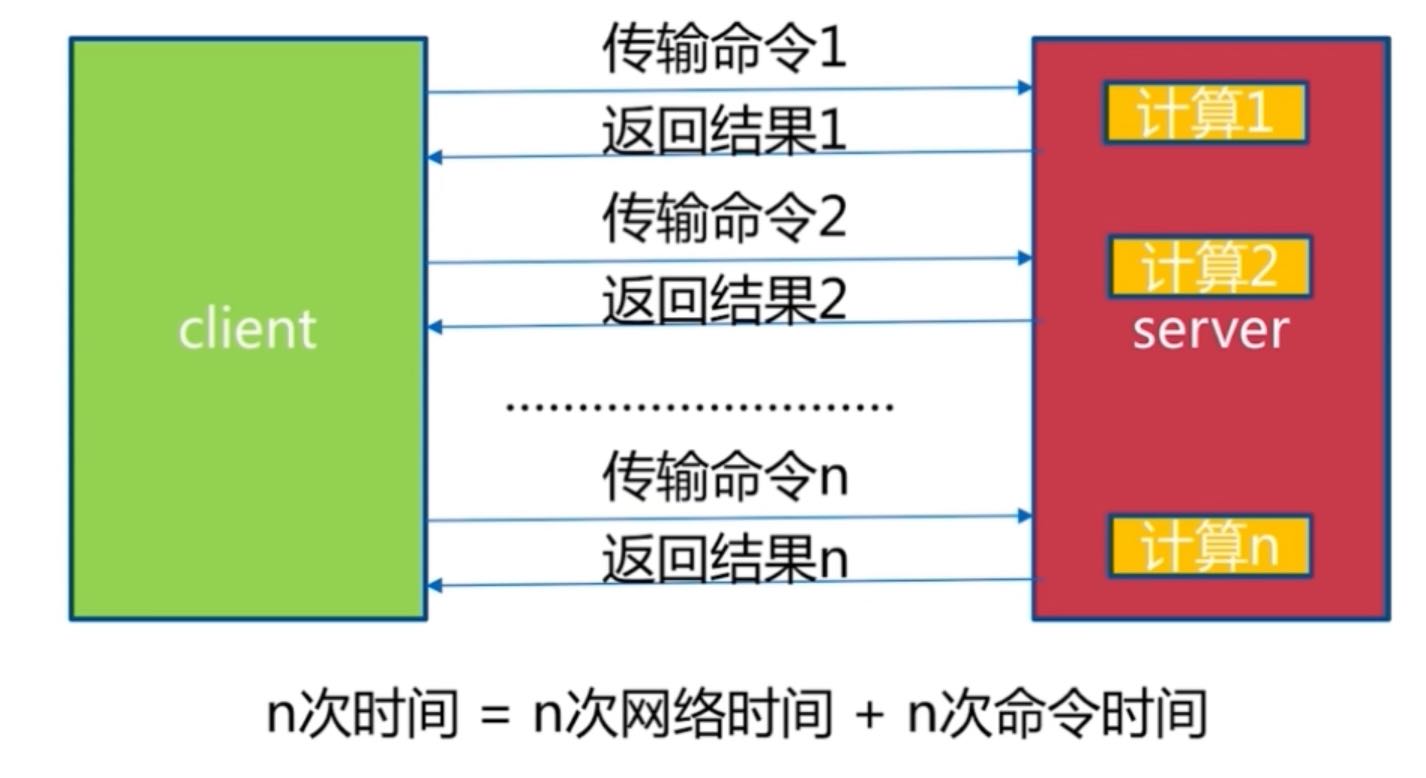 传输命令1
计算1
返回结果1
传输命令2
计算2
返回结果2
client
server
...........................
传输命令n
计算n
返回结果n
n次时间 = n次网络时间 + n次命令时间